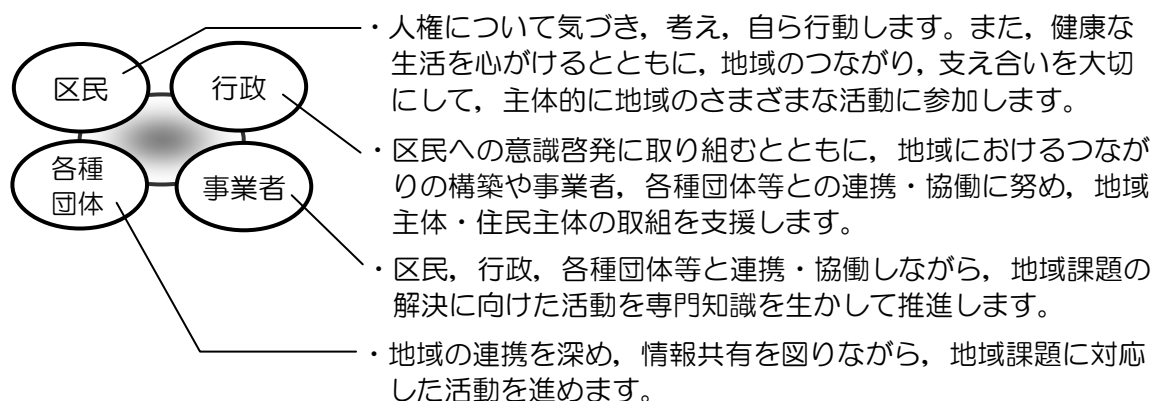 区民
行政
各種
団体
事業者
・人権について気づき，考え，自ら行動します。また，健康な
生活を心がけるとともに，地域のつながり，支え合いを大切
にして，主体的に地域のさまざまな活動に参加します。
・区民への意識啓発に取り組むとともに，地域におけるつなが
りの構築や事業者，各種団体等との連携・協働に努め，地域
主体・住民主体の取組を支援します。
・区民，行政，各種団体等と連携・協働しながら，地域課題の
解決に向けた活動を専門知識を生かして推進します。
・地域の連携を深め，情報共有を図りながら，地域課題に対応
した活動を進めます。